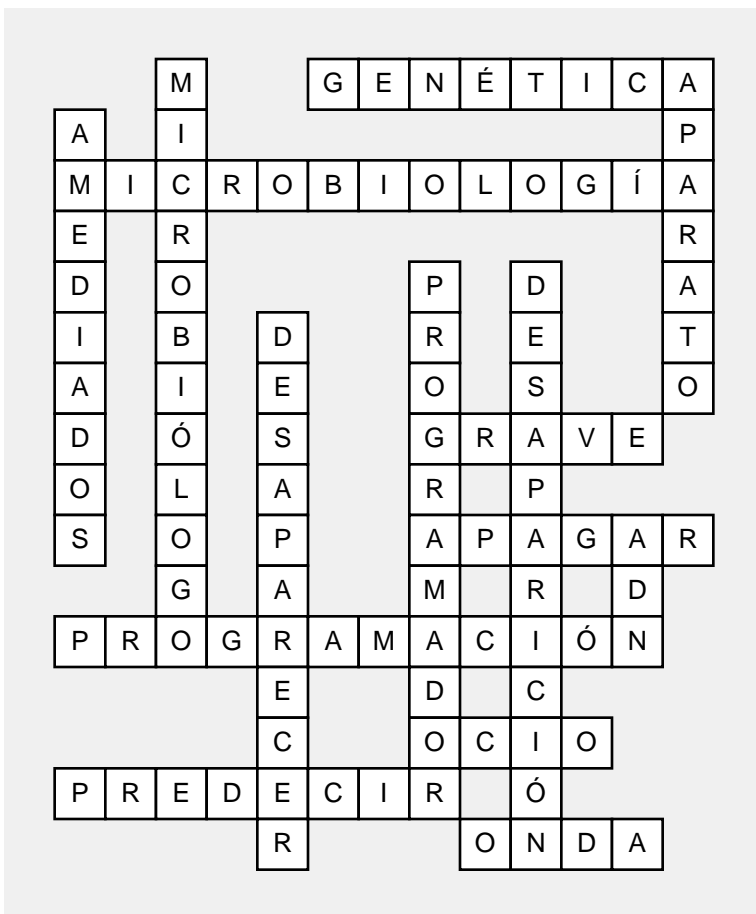 GENÉTICA
MICROBIOLOGÍA
GRAVE
APAGAR
PROGRAMACIÓN
OCIO
PREDECIR
ONDA
MICROBIÓLOGO
APARATO
AMEDIADOS
PROGRAMADOR
DESAPARICIÓN
DESAPARECER
ADN